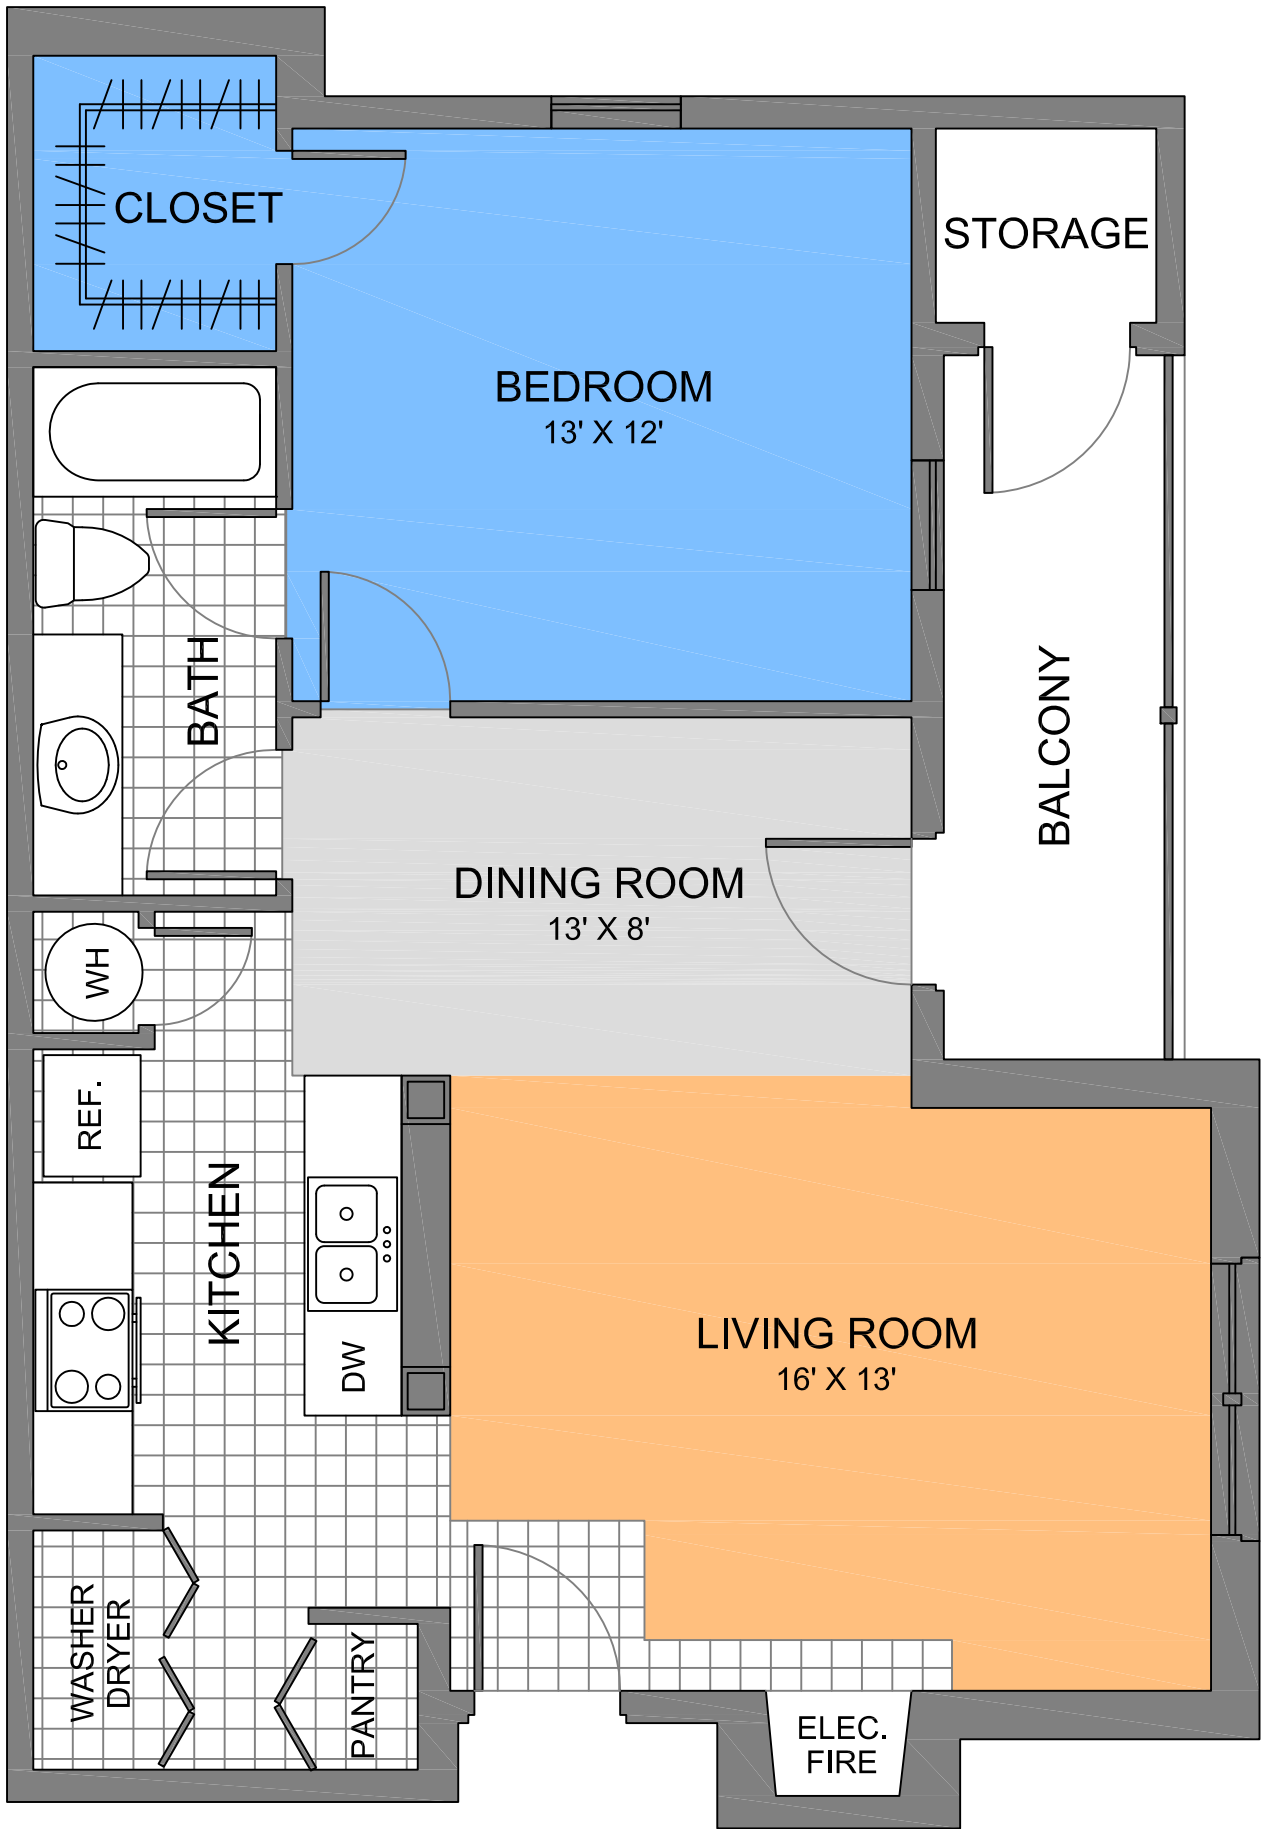 CLOSET
STORAGE
BEDROOM
13' X 12'
BATH
BALCONY
DINING ROOM
13' X 8'
WH
REF.
KITCHEN
DW
LIVING ROOM
16' X 13'
WASHER
DRYER
PANTRY
ELEC.
FIRE